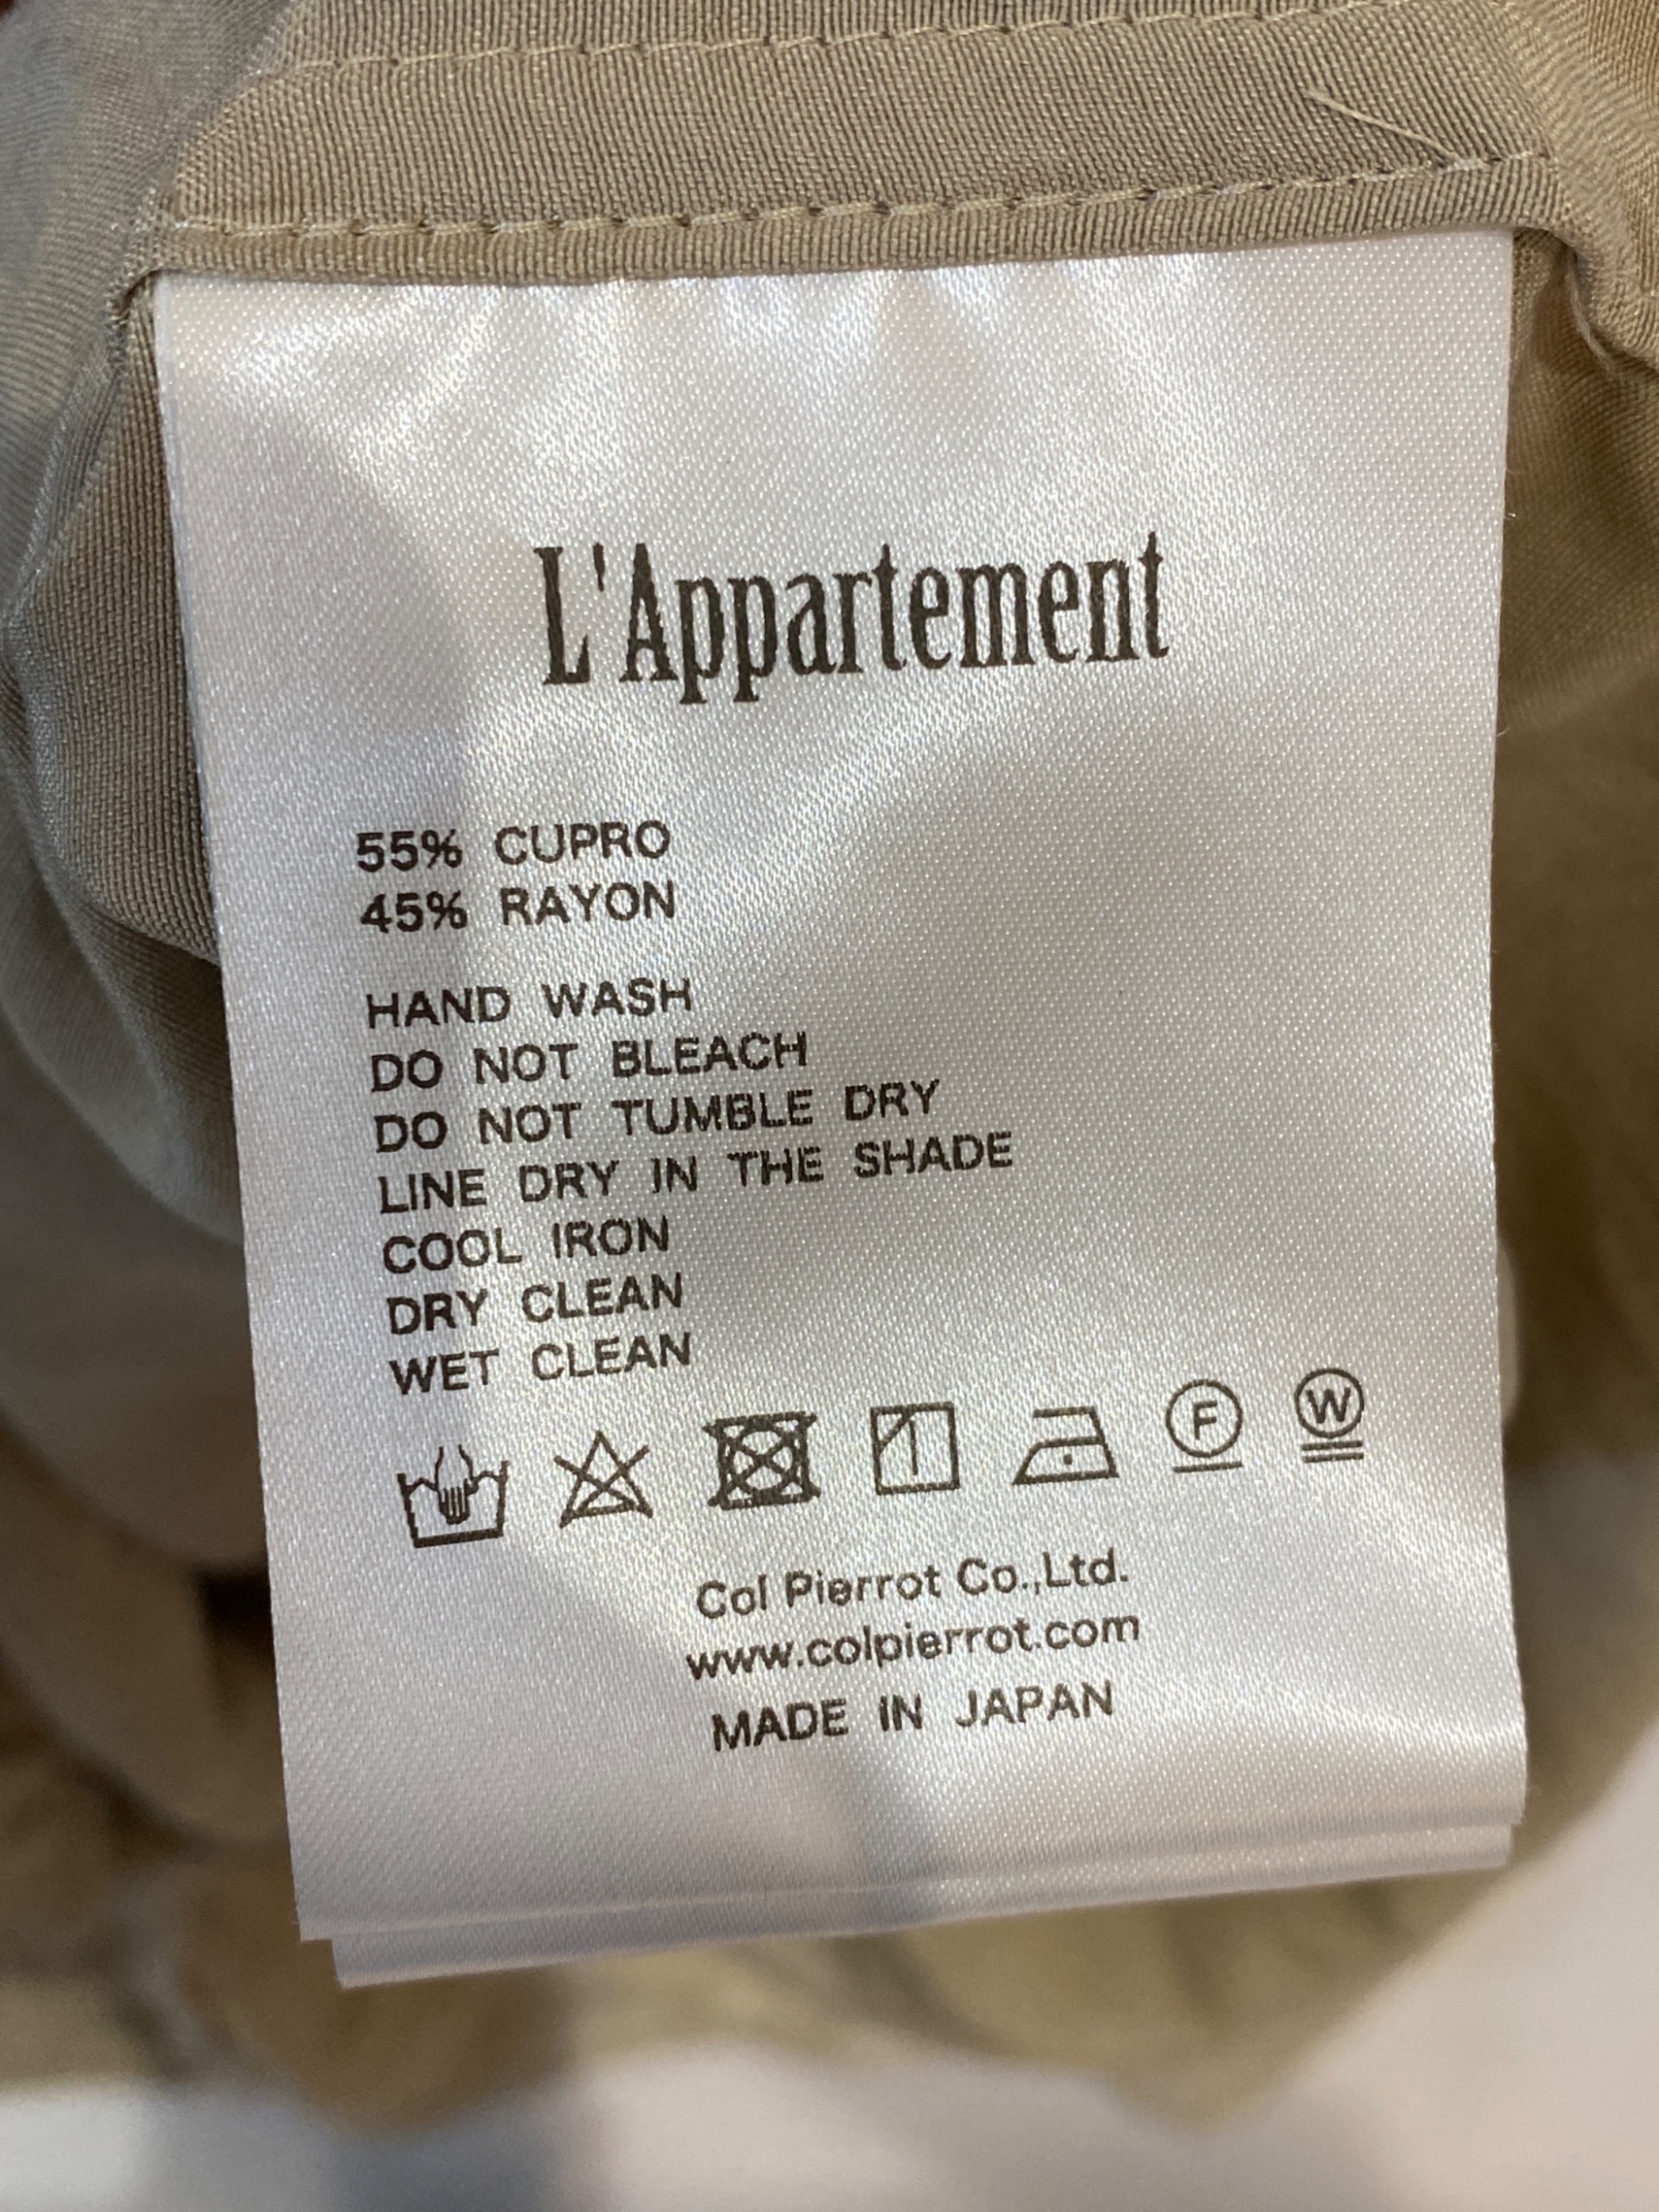 L'Appartement
55% CUPRO
45% RAYON
HAND WASH
DO NOT BLEACH
DO NOT TUMBLE DRY
LINE DRY IN THE SHADE
COOL IRON
DRY CLEAN
WET CLEAN
F W
Col Pierrot Co.,Ltd.
www.colpierrot.com
MADE IN JAPAN